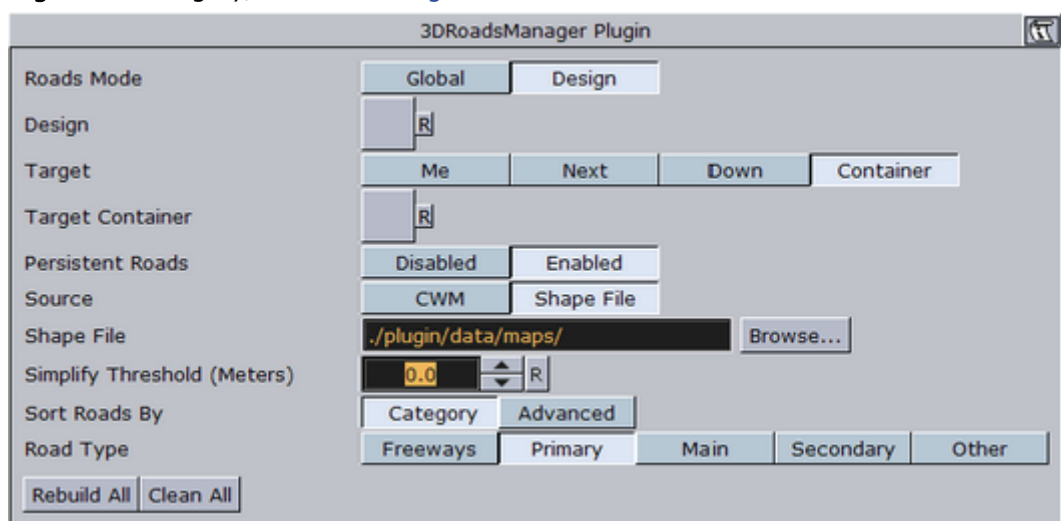 3DRoadsManager Plugin
Roads Mode Global Design
Design R
Target Me Next Down Container
Target Container R
Persistent Roads Disabled Enabled
Source CWM Shape File
Shape File ./plugin/data/maps/ Browse...
Simplify Threshold (Meters) 0.0 R
Sort Roads By Category Advanced
Road Type Freeways Primary Main Secondary Other
Rebuild All Clean All